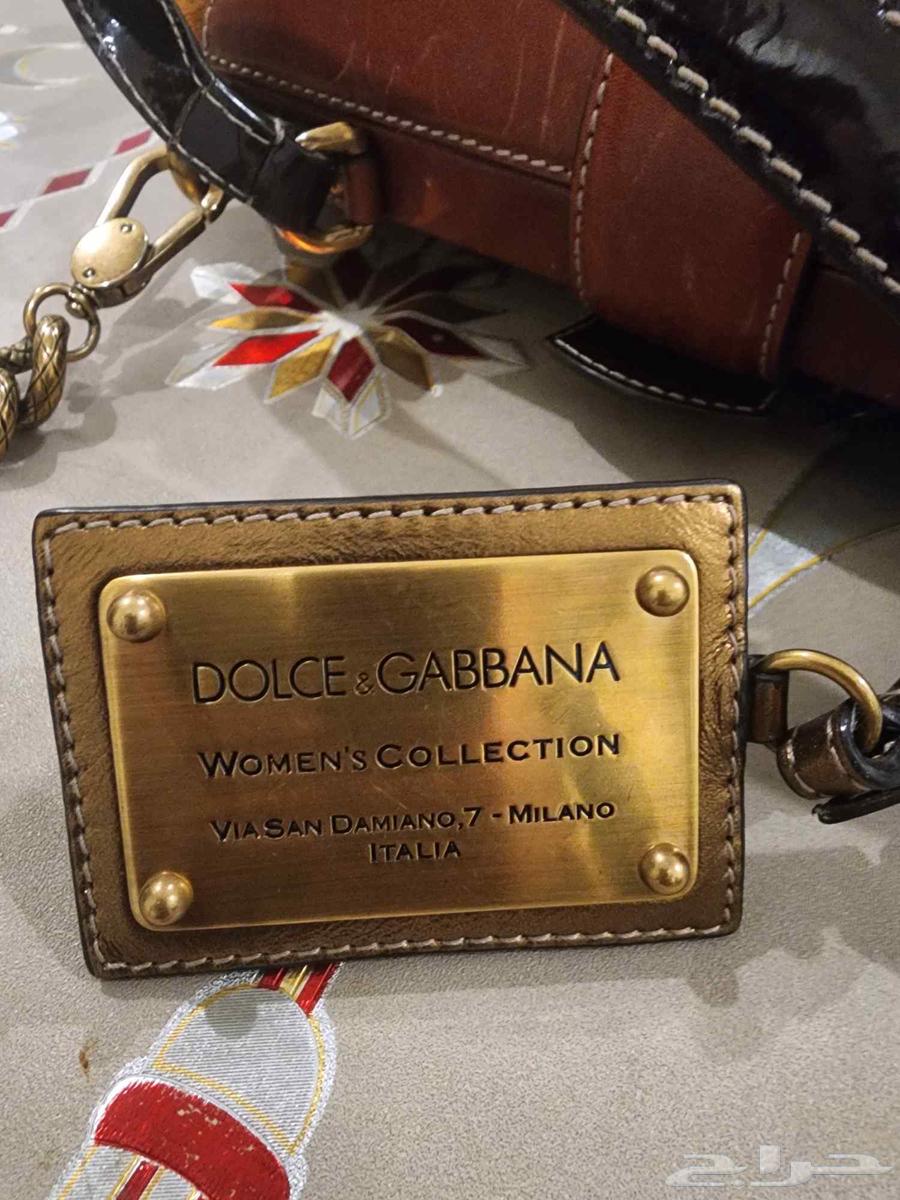 DOLCE & GABBANA
WOMEN'S COLLECTION
VIA SAN DAMIANO, 7 - MILANO
ITALIA
حراج